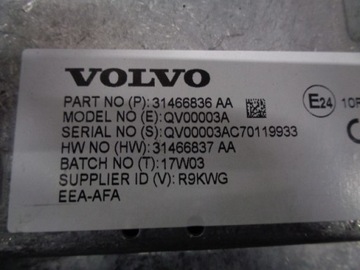 VOLVO
PART NO (P): 31466836 AA
MODEL NO (E): QV00003A
SERIAL NO (S): QV00003AC70119933
HW NO (HW): 31466837 AA
BATCH NO (T): 17W03
SUPPLIER ID (V): R9KWG
EEA-AFA
E24 10R